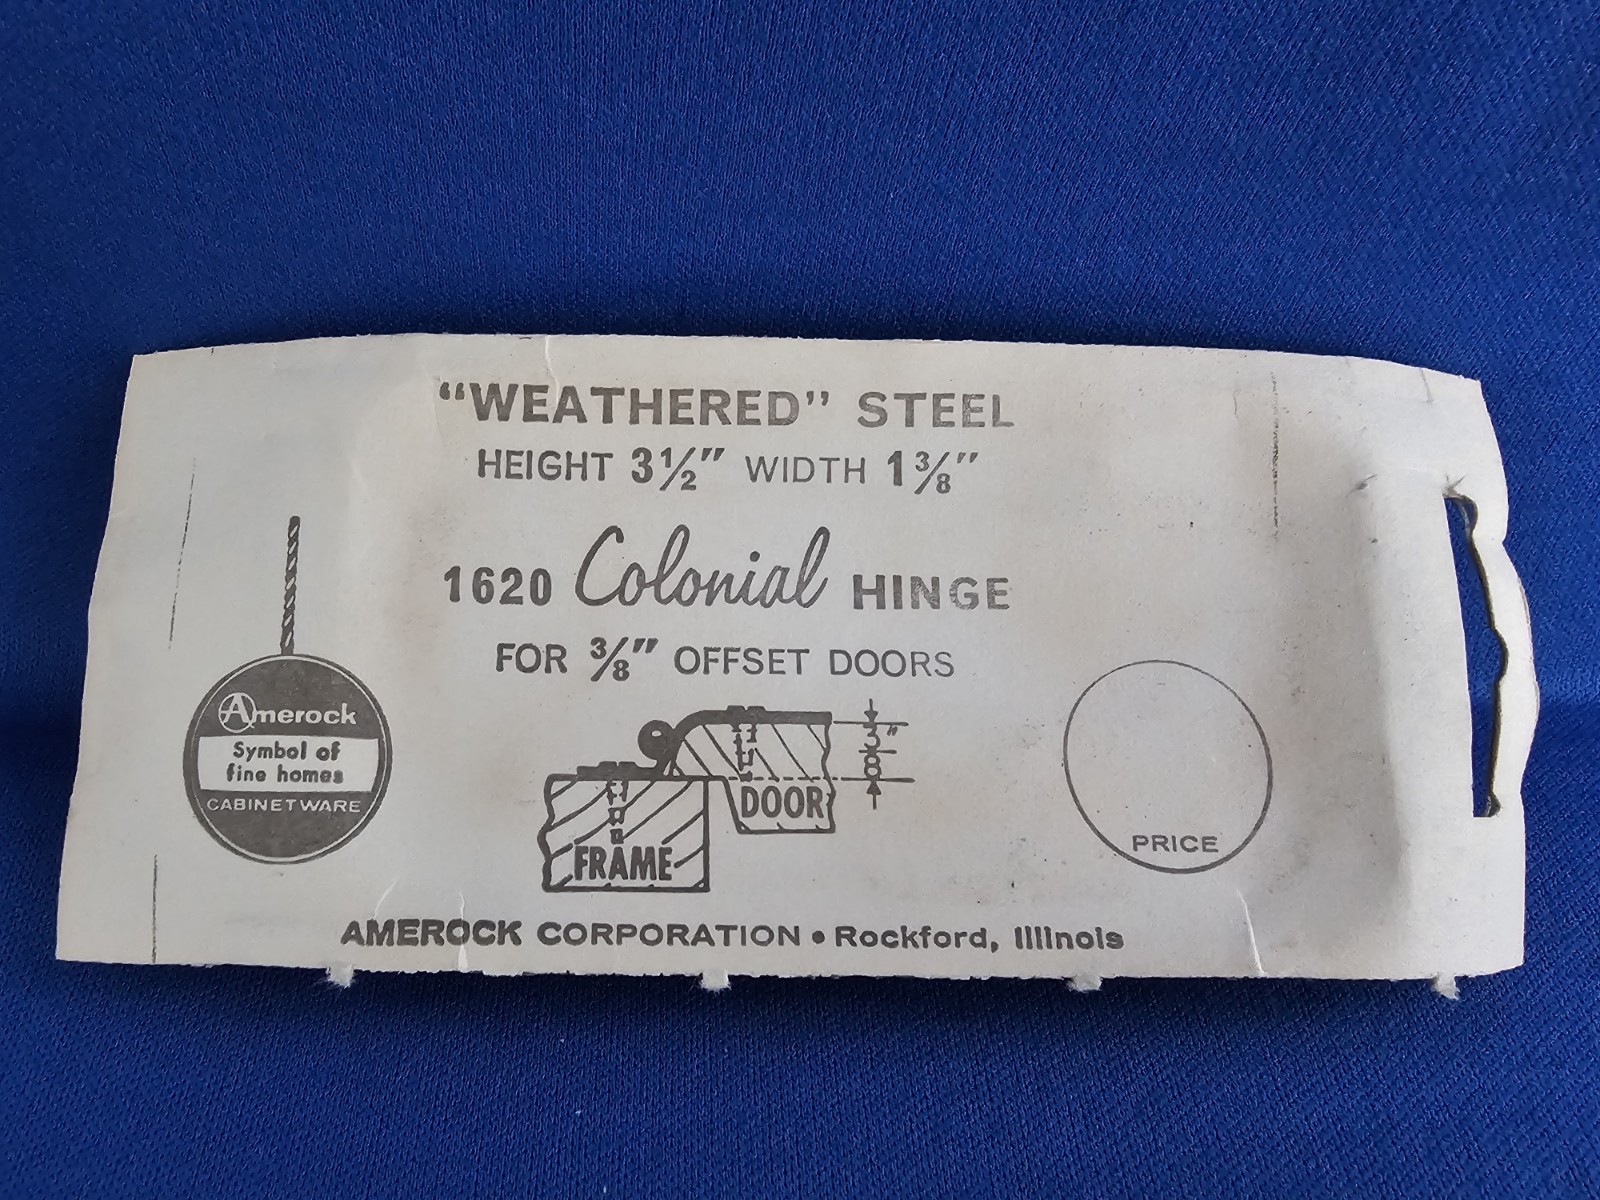 “WEATHERED” STEEL
HEIGHT 3½″ WIDTH 1⅜″
1620 Colonial HINGE
FOR ⅜″ OFFSET DOORS
Amerock
Symbol of
fine homes
CABINETWARE
3″
8
DOOR
FRAME
PRICE
AMEROCK CORPORATION • Rockford, Illinois